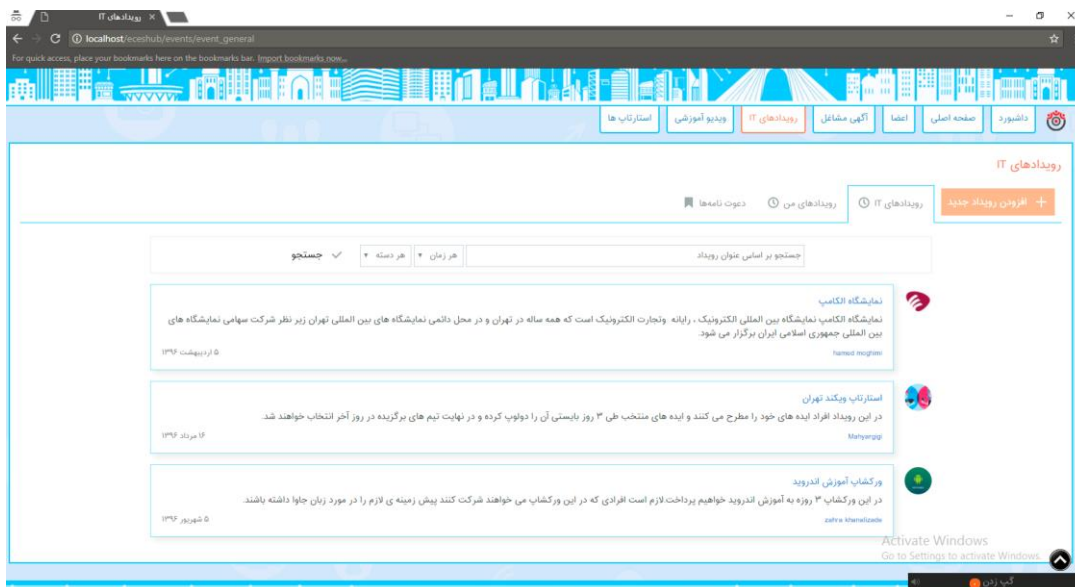 رویدادهای IT
localhost/eceshub/events/event_general
For quick access, place your bookmarks here on the bookmarks bar. Import bookmarks now...
داشبورد صفحه اصلی اعضا آگهی مشاغل رویدادهای IT ویدیو آموزشی استارتاپ ها
رویدادهای IT
+ افزودن رویداد جدید رویدادهای IT رویدادهای من دعوت نامه‌ها
جستجو بر اساس عنوان رویداد هر زمان هر دسته جستجو
نمایشگاه الکامپ
نمایشگاه الکامپ نمایشگاه بین المللی الکترونیک ، رایانه وتجارت الکترونیک است که همه ساله در تهران و در محل دائمی نمایشگاه های بین المللی تهران زیر نظر شرکت سهامی نمایشگاه های
بین المللی جمهوری اسلامی ایران برگزار می شود.
hamed moghimi ۵ اردیبهشت ۱۳۹۶
استارتاپ ویکند تهران
در این رویداد افراد ایده های خود را مطرح می کنند و ایده های منتخب طی ۳ روز بایستی آن را دولوپ کرده و در نهایت تیم های برگزیده در روز آخر انتخاب خواهند شد.
Mahyargigi ۱۶ مرداد ۱۳۹۶
ورکشاپ آموزش اندروید
در این ورکشاپ ۳ روزه به آموزش اندروید خواهیم پرداخت.لازم است افرادی که در این ورکشاپ می خواهند شرکت کنند پیش زمینه ی لازم را در مورد زبان جاوا داشته باشند.
zahra khanalizade ۵ شهریور ۱۳۹۶
Activate Windows
Go to Settings to activate Windows.
گپ زدن